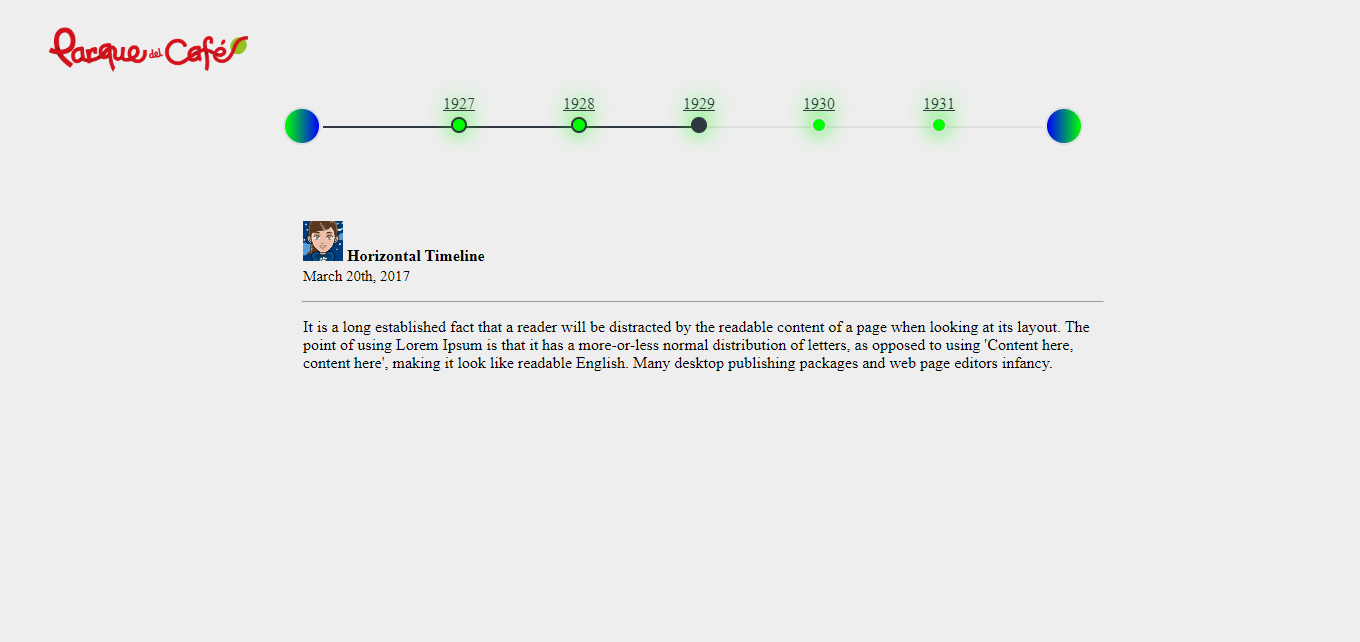 Parque del Café
1927 1928 1929 1930 1931
Horizontal Timeline
March 20th, 2017
It is a long established fact that a reader will be distracted by the readable content of a page when looking at its layout. The
point of using Lorem Ipsum is that it has a more-or-less normal distribution of letters, as opposed to using 'Content here,
content here', making it look like readable English. Many desktop publishing packages and web page editors infancy.